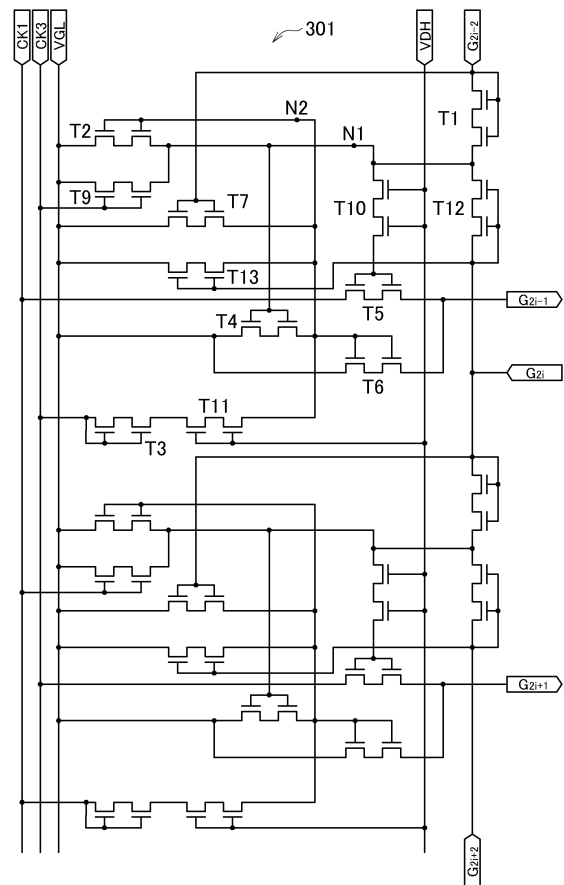 CK1
CK3
VGL
301
VDH
G2i-2
T1
N2
T2
N1
T9
T7
T10
T12
T13
T5
G2i-1
T4
T6
G2i
T11
T3
G2i+1
G2i+2